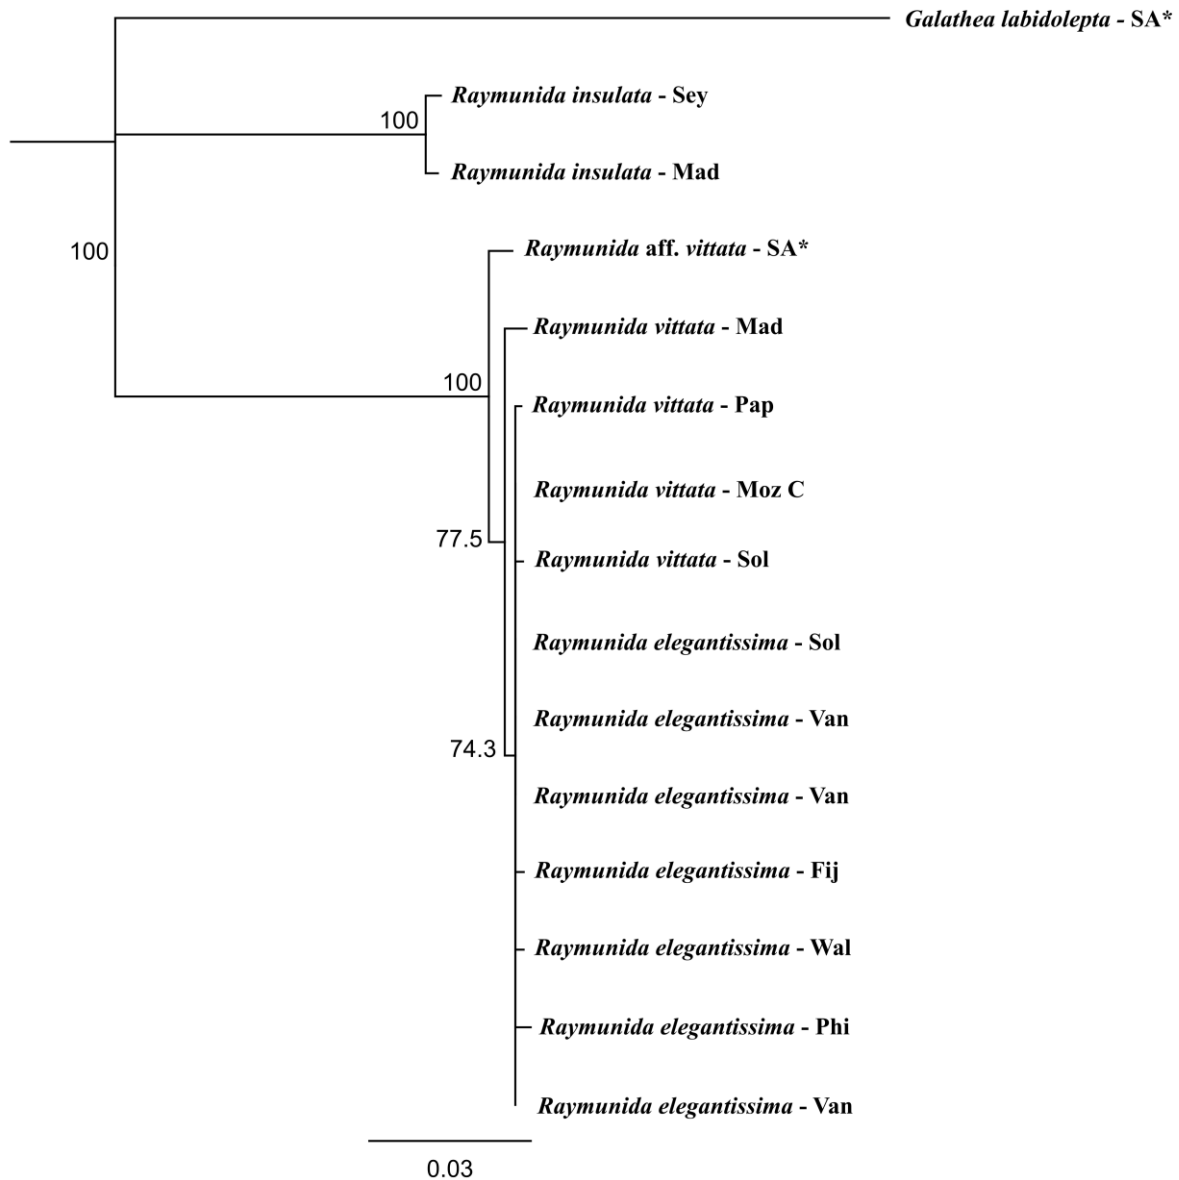 Galathea labidolepta - SA*
Raymunida insulata - Sey
100
Raymunida insulata - Mad
100
Raymunida aff. vittata - SA*
Raymunida vittata - Mad
100
Raymunida vittata - Pap
Raymunida vittata - Moz C
77.5
Raymunida vittata - Sol
Raymunida elegantissima - Sol
Raymunida elegantissima - Van
74.3
Raymunida elegantissima - Van
Raymunida elegantissima - Fij
Raymunida elegantissima - Wal
Raymunida elegantissima - Phi
Raymunida elegantissima - Van
0.03